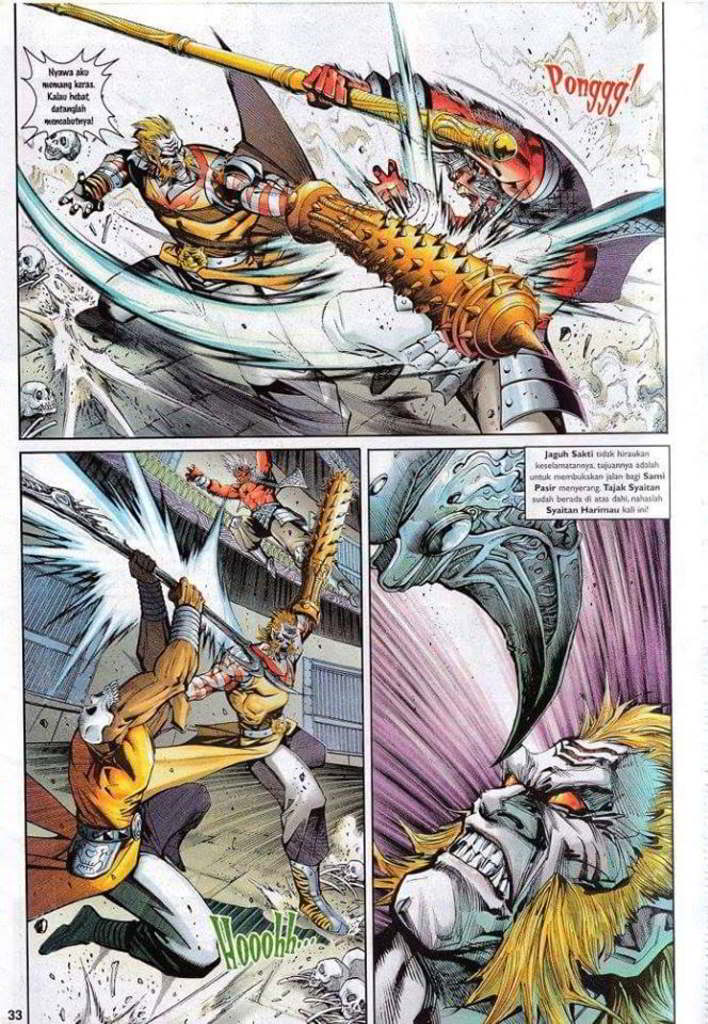 Nyawa aku
memang keras.
Kalau hebat,
datanglah
mencabutnya!
Ponggg!
Jaguh Sakti tidak hiraukan
keselamatannya, tujuannya adalah
untuk membukakan jalan bagi Sami
Pasir menyerang. Tajak Syaitan
sudah berada di atas dahi, nahaslah
Syaitan Harimau kali ini!
Hooohh...
33